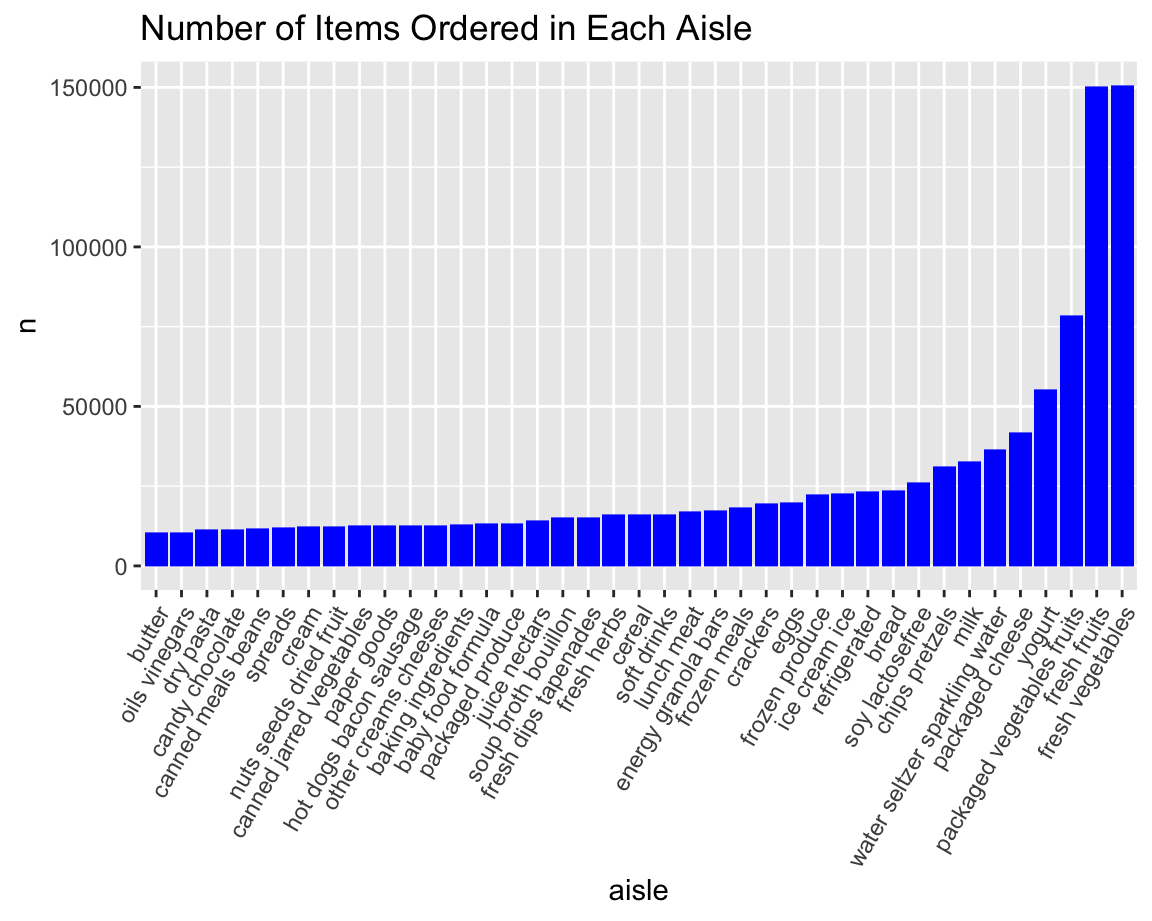 Number of Items Ordered in Each Aisle
150000
100000
50000
0
n
butter
oils vinegars
dry pasta
candy chocolate
canned meals beans
spreads
cream
nuts seeds dried fruit
canned jarred vegetables
paper goods
hot dogs bacon sausage
other creams cheeses
baking ingredients
baby food formula
packaged produce
juice nectars
soup broth bouillon
fresh dips tapenades
fresh herbs
cereal
soft drinks
lunch meat
energy granola bars
frozen meals
crackers
eggs
frozen produce
ice cream ice
refrigerated
bread
soy lactosefree
chips pretzels
milk
water seltzer sparkling water
packaged cheese
yogurt
packaged vegetables fruits
fresh fruits
fresh vegetables
aisle